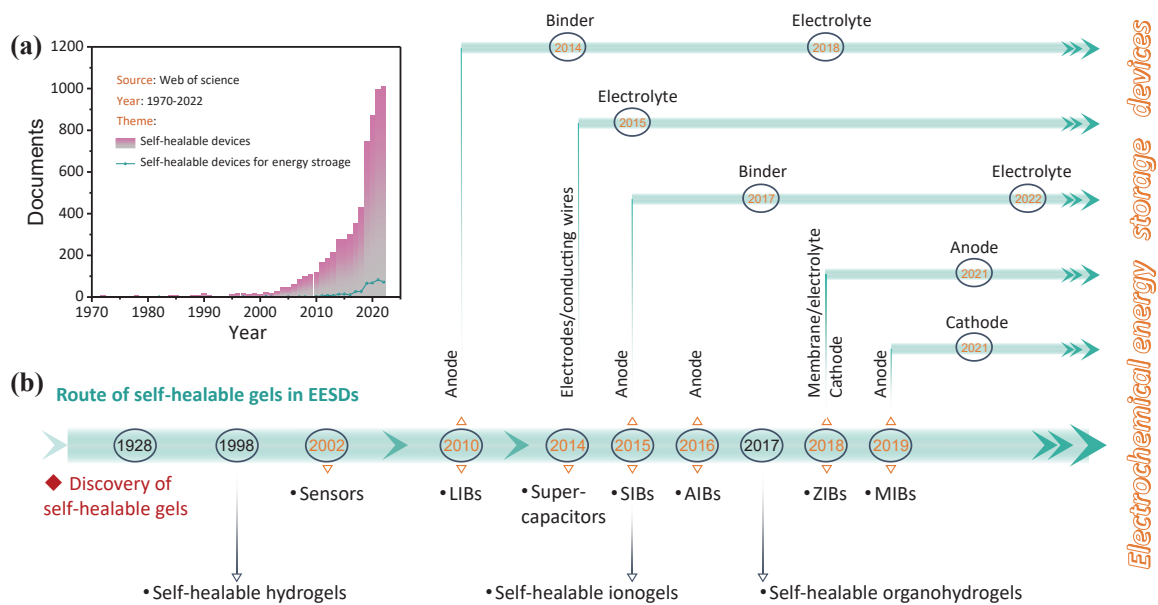 (a)
1200
1000
800
600
400
200
0
1970
1980
1990
2000
2010
2020
Documents
Year
Source: Web of science
Year: 1970-2022
Theme:
Self-healable devices
Self-healable devices for energy stroage
Binder
2014
Electrolyte
2018
Electrolyte
2015
Binder
2017
Electrolyte
2022
Anode
2021
Cathode
2021
Anode
Electrodes/conducting wires
Anode
Anode
Membrane/electrolyte
Cathode
Anode
Electrochemical energy storage devices
(b)
Route of self-healable gels in EESDs
1928
1998
2002
2010
2014
2015
2016
2017
2018
2019
Discovery of
self-healable gels
• Sensors
• LIBs
• Super-
capacitors
• SIBs
• AIBs
• ZIBs
• MIBs
• Self-healable hydrogels
• Self-healable ionogels
• Self-healable organohydrogels